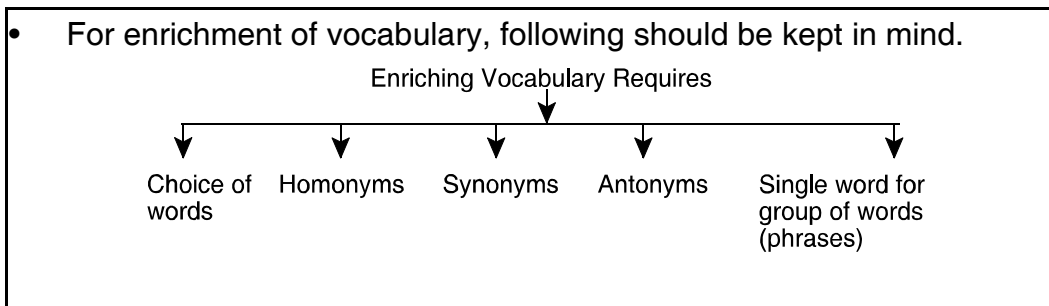 • For enrichment of vocabulary, following should be kept in mind.
Enriching Vocabulary Requires
Choice of words
Homonyms
Synonyms
Antonyms
Single word for group of words (phrases)